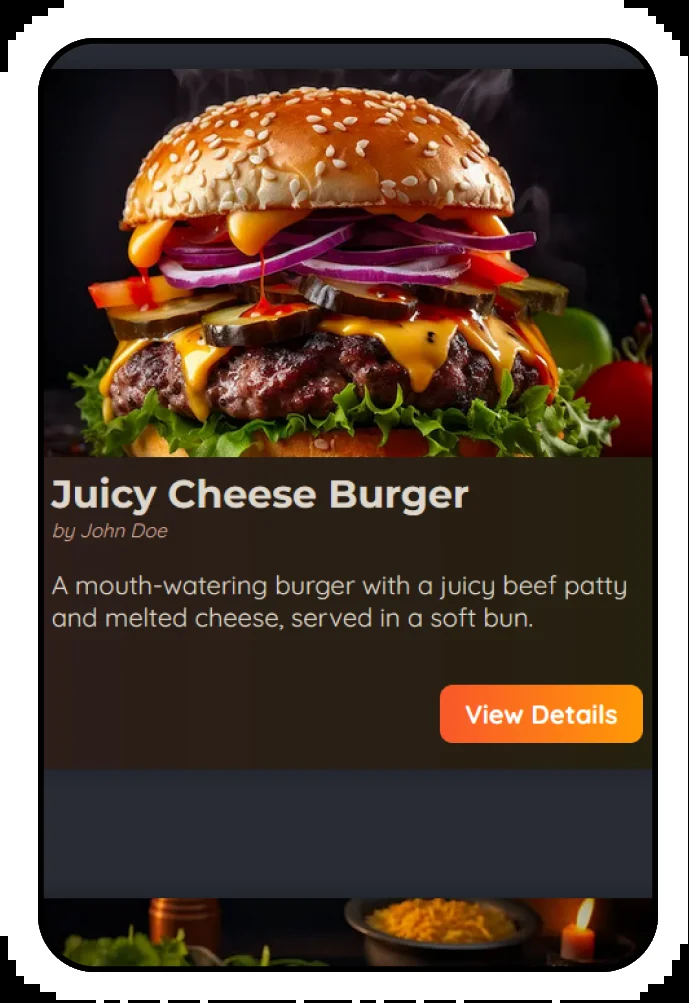 Juicy Cheese Burger
by John Doe
A mouth-watering burger with a juicy beef patty
and melted cheese, served in a soft bun.
View Details